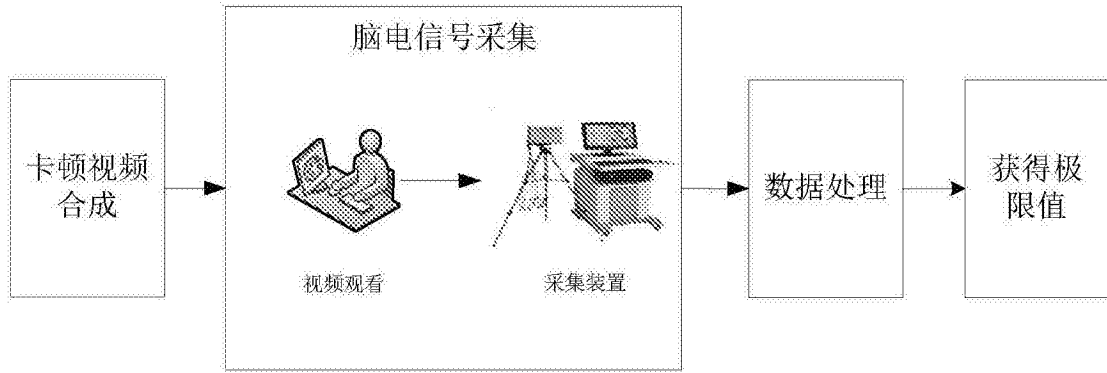 卡顿视频
合成
脑电信号采集
视频观看
采集装置
数据处理
获得极
限值